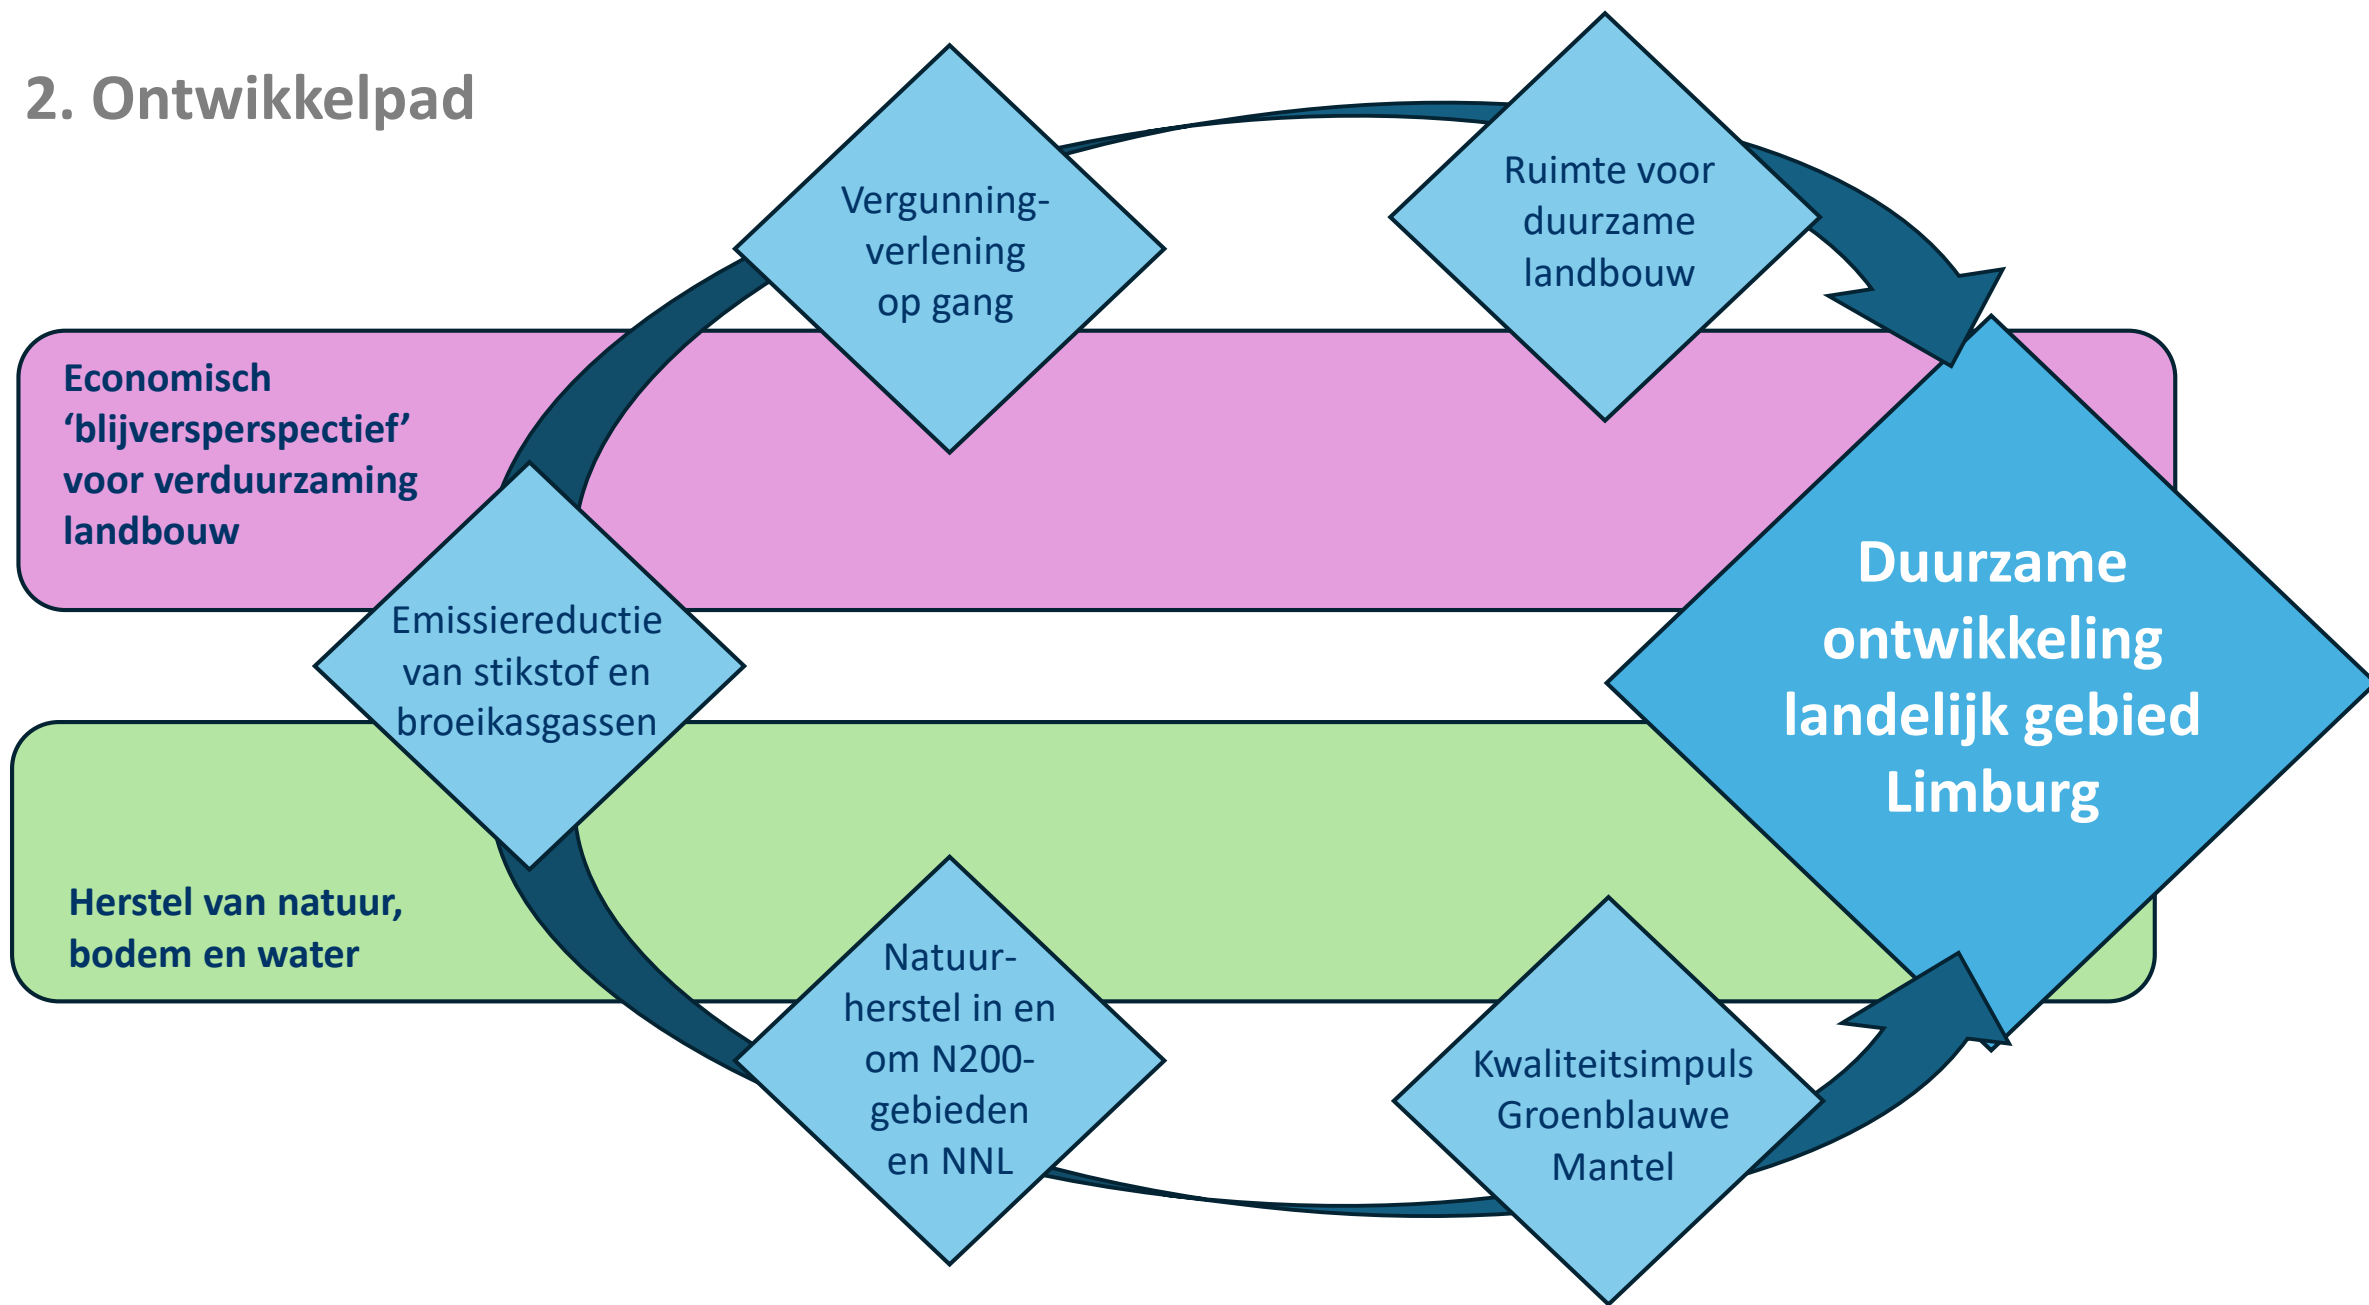 2. Ontwikkelpad
Vergunning-
verlening
op gang
Ruimte voor
duurzame
landbouw
Economisch
‘blijversperspectief’
voor verduurzaming
landbouw
Emissiereductie
van stikstof en
broeikasgassen
Duurzame
ontwikkeling
landelijk gebied
Limburg
Herstel van natuur,
bodem en water
Natuur-
herstel in en
om N200-
gebieden
en NNL
Kwaliteitsimpuls
Groenblauwe
Mantel